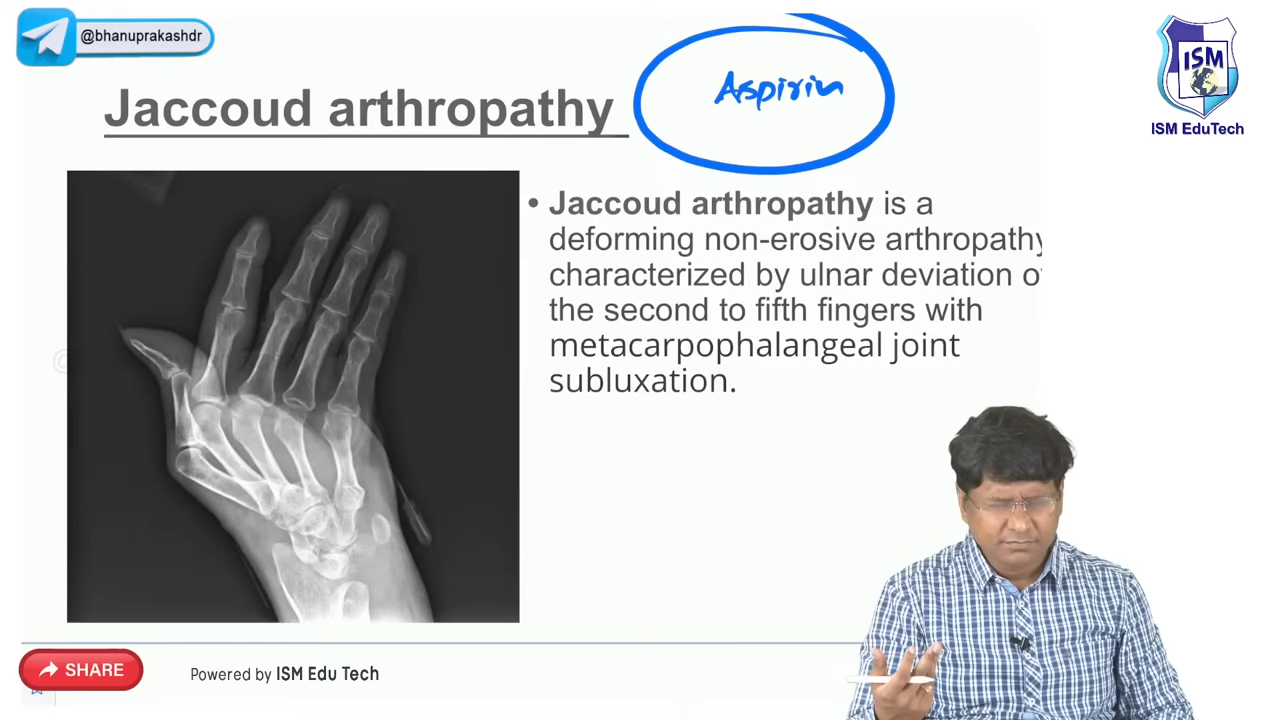 @bhanuprakashdr
Aspirin
ISM
ISM EduTech
Jaccoud arthropathy
• Jaccoud arthropathy is a
deforming non-erosive arthropathy
characterized by ulnar deviation of
the second to fifth fingers with
metacarpophalangeal joint
subluxation.
SHARE
Powered by ISM Edu Tech